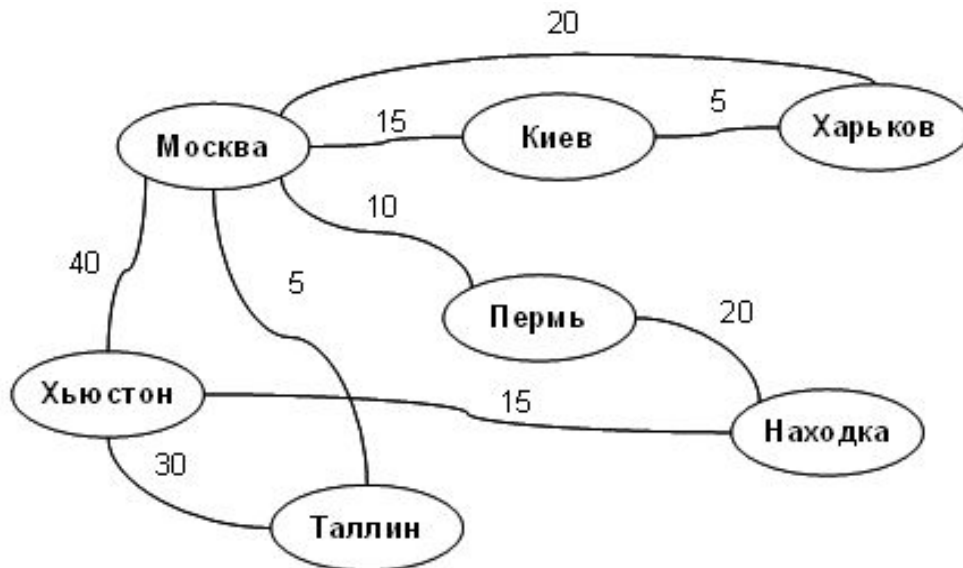 20
Москва
15
Киев
5
Харьков
10
40
5
Пермь
20
Хьюстон
15
Находка
30
Таллин